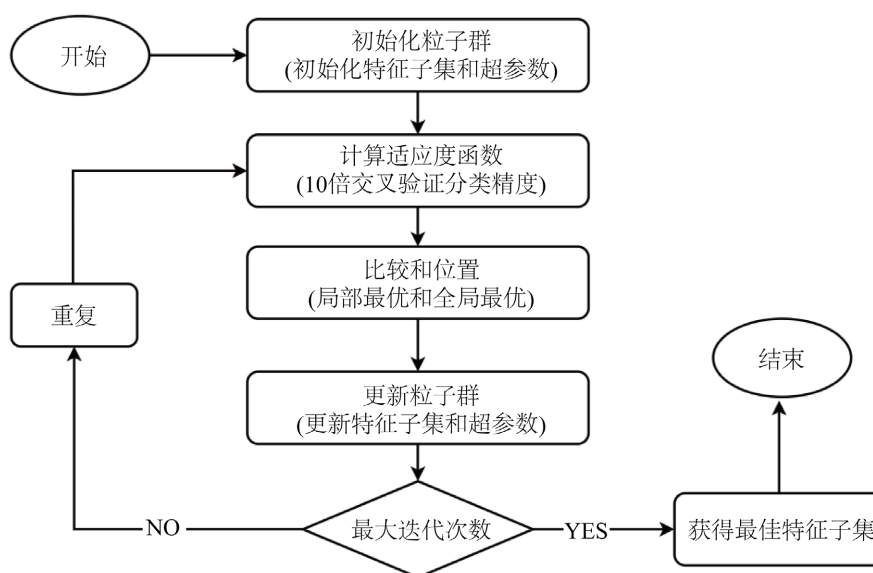 开始
初始化粒子群
(初始化特征子集和超参数)
计算适应度函数
(10倍交叉验证分类精度)
比较和位置
(局部最优和全局最优)
重复
更新粒子群
(更新特征子集和超参数)
结束
NO
最大迭代次数
YES
获得最佳特征子集